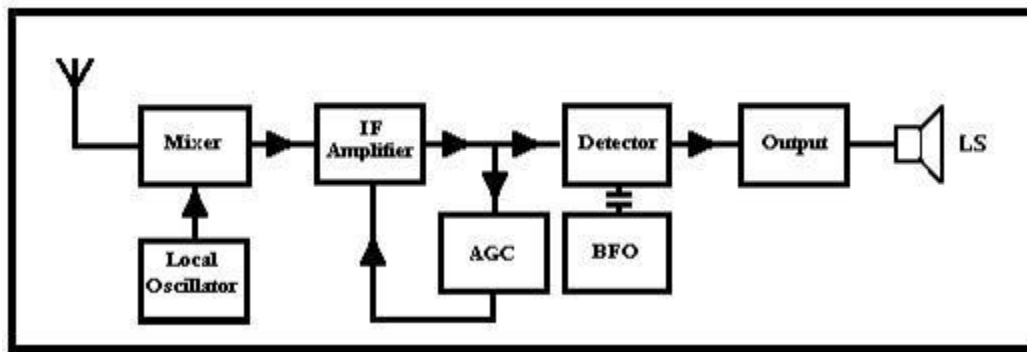 Mixer
IF
Amplifier
Detector
Output
LS
Local
Oscillator
AGC
BFO